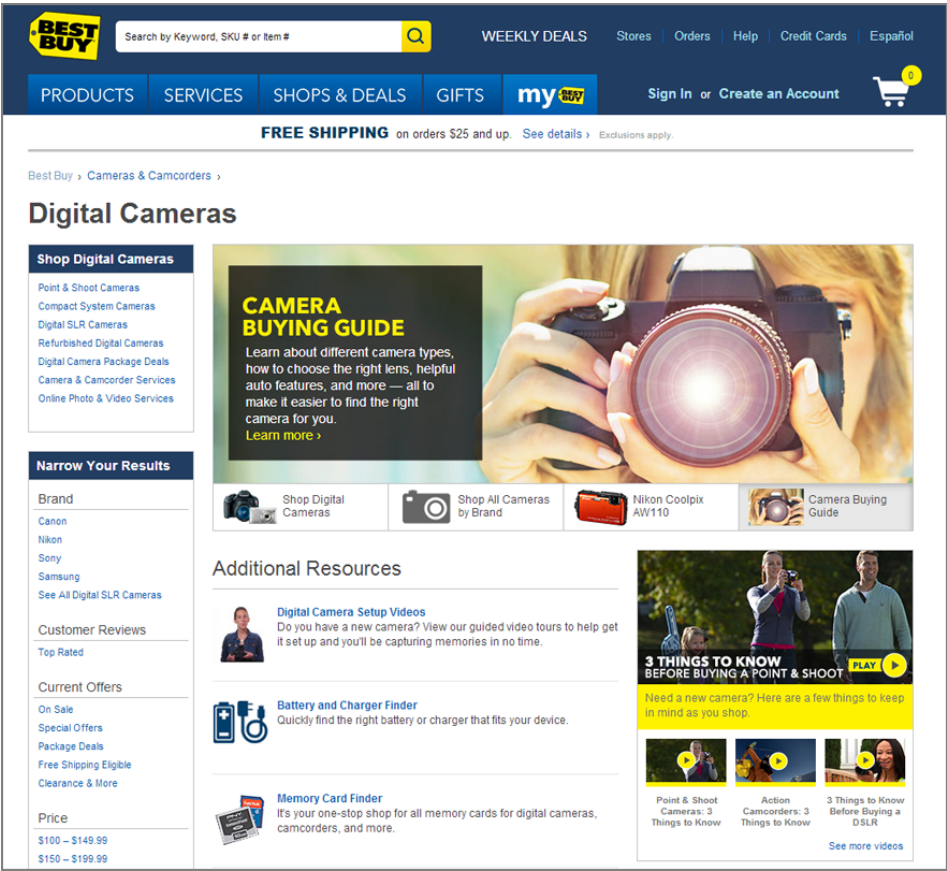 BEST
BUY
Search by Keyword, SKU # or Item #
WEEKLY DEALS
Stores
Orders
Help
Credit Cards
Español
PRODUCTS
SERVICES
SHOPS & DEALS
GIFTS
my BEST BUY
Sign In or Create an Account
0
FREE SHIPPING on orders $25 and up. See details › Exclusions apply.
Best Buy › Cameras & Camcorders ›
Digital Cameras
Shop Digital Cameras
Point & Shoot Cameras
Compact System Cameras
Digital SLR Cameras
Refurbished Digital Cameras
Digital Camera Package Deals
Camera & Camcorder Services
Online Photo & Video Services
Narrow Your Results
Brand
Canon
Nikon
Sony
Samsung
See All Digital SLR Cameras
Customer Reviews
Top Rated
Current Offers
On Sale
Special Offers
Package Deals
Free Shipping Eligible
Clearance & More
Price
$100 – $149.99
$150 – $199.99
CAMERA
BUYING GUIDE
Learn about different camera types,
how to choose the right lens, helpful
auto features, and more — all to
make it easier to find the right
camera for you.
Learn more ›
Shop Digital
Cameras
Shop All Cameras
by Brand
Nikon Coolpix
AW110
Camera Buying
Guide
Additional Resources
Digital Camera Setup Videos
Do you have a new camera? View our guided video tours to help get
it set up and you'll be capturing memories in no time.
Battery and Charger Finder
Quickly find the right battery or charger that fits your device.
Memory Card Finder
It's your one-stop shop for all memory cards for digital cameras,
camcorders, and more.
3 THINGS TO KNOW
BEFORE BUYING A POINT & SHOOT
PLAY
Need a new camera? Here are a few things to keep
in mind as you shop.
Point & Shoot
Cameras: 3
Things to Know
Action
Camcorders: 3
Things to Know
3 Things to Know
Before Buying a
DSLR
See more videos